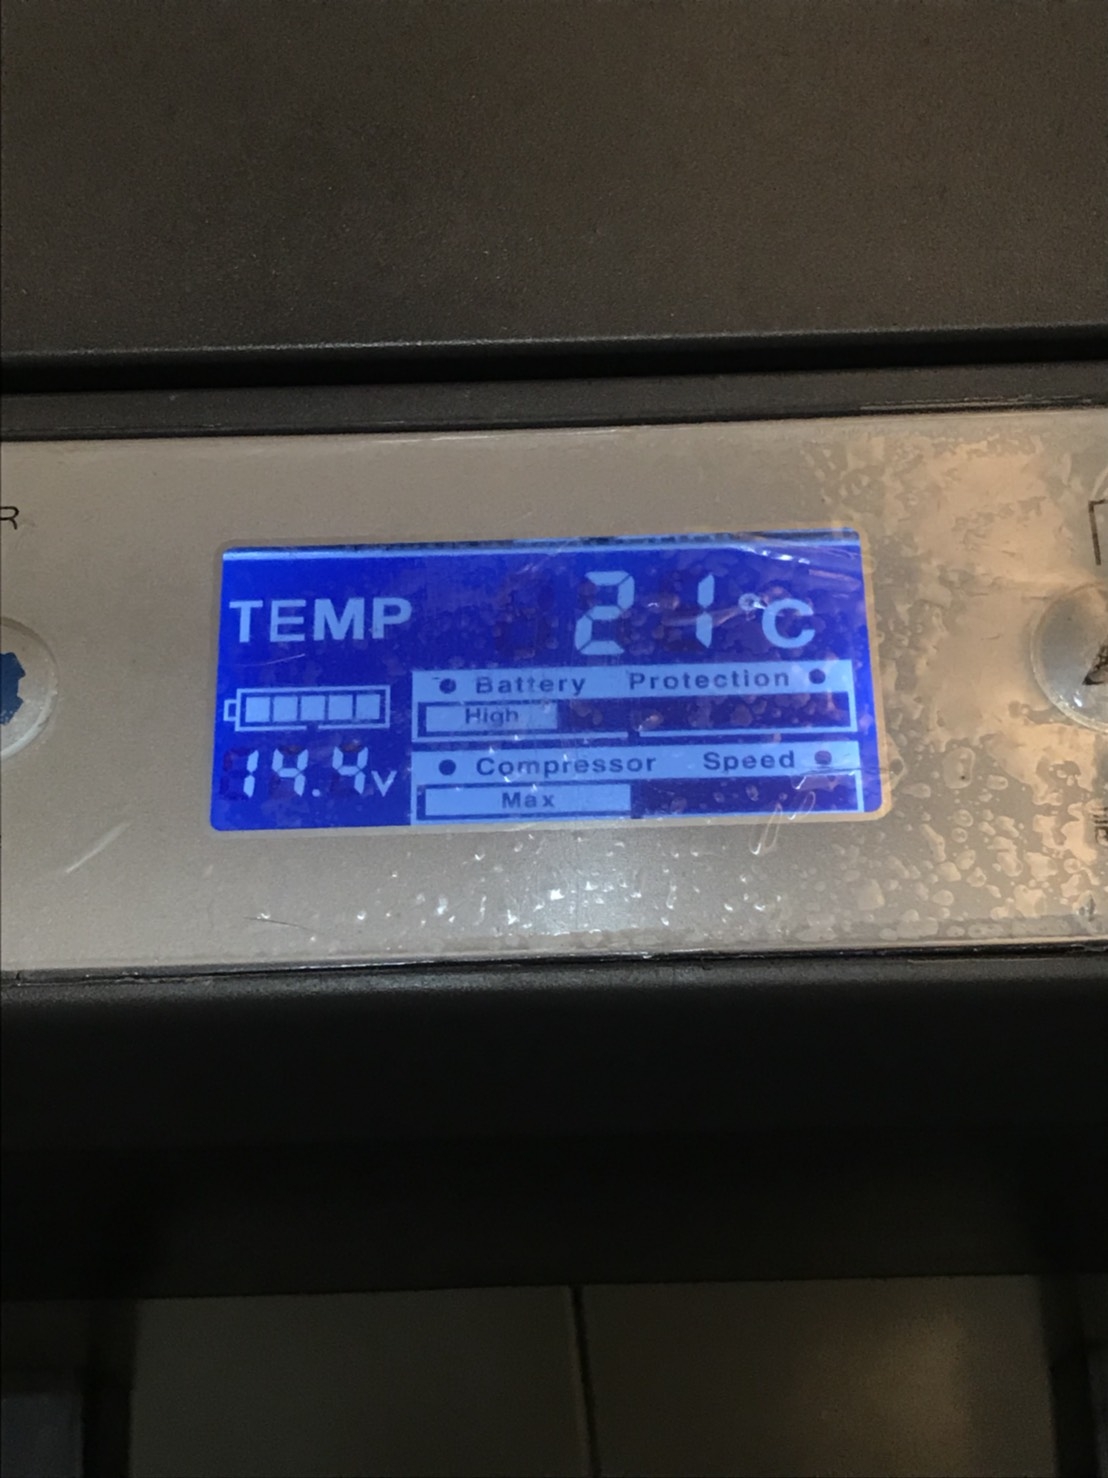 R
TEMP 21 °C
Battery Protection
High
14.4v
Compressor Speed
Max